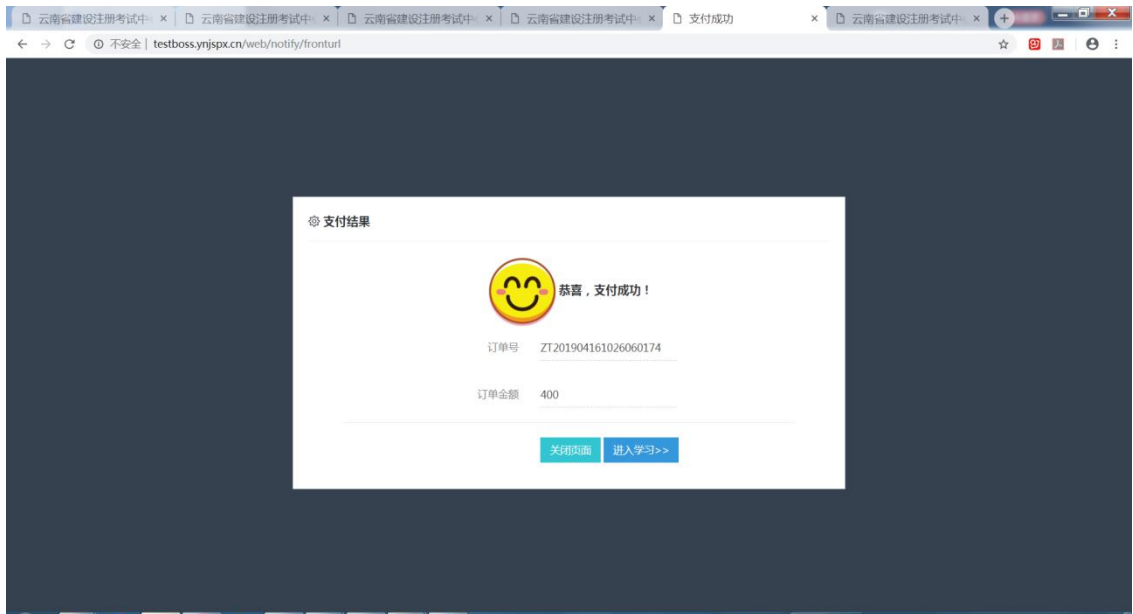 云南省建设注册考试中
云南省建设注册考试中
云南省建设注册考试中
云南省建设注册考试中
支付成功
云南省建设注册考试中
不安全 | testboss.ynjspx.cn/web/notify/fronturl
支付结果
恭喜，支付成功！
订单号 ZT201904161026060174
订单金额 400
关闭页面 进入学习>>